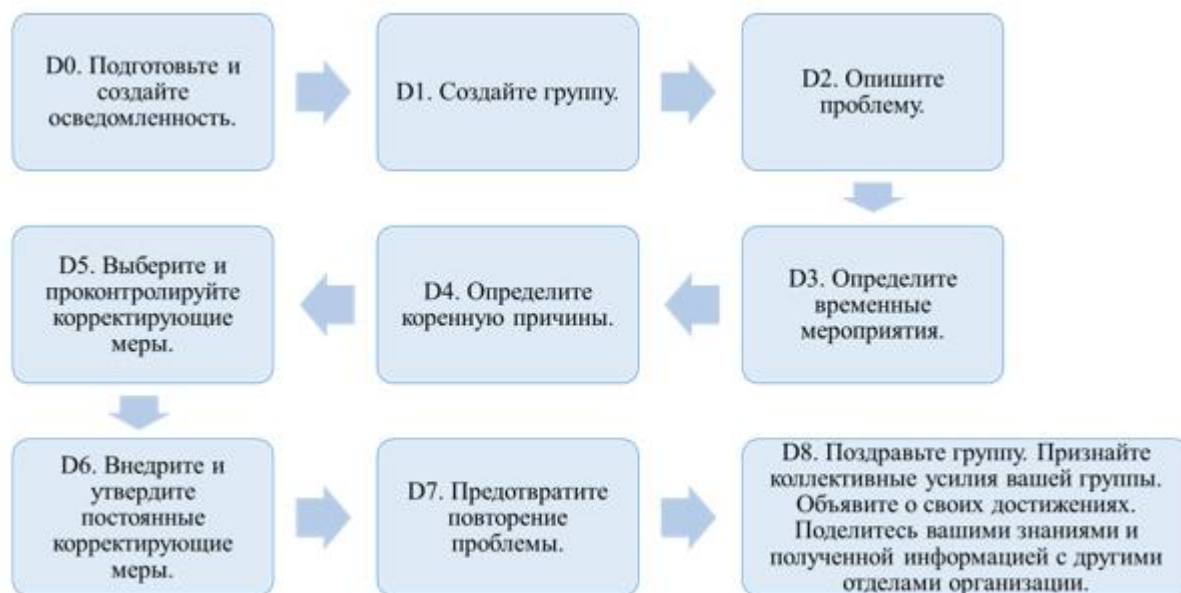 D0. Подготовьте и
создайте
осведомленность.
D1. Создайте группу.
D2. Опишите
проблему.
D3. Определите
временные
мероприятия.
D4. Определите
коренную причины.
D5. Выберите и
проконтролируйте
корректирующие
меры.
D6. Внедрите и
утвердите
постоянные
корректирующие
меры.
D7. Предотвратите
повторение
проблемы.
D8. Поздравьте группу. Признайте
коллективные усилия вашей группы.
Объявите о своих достижениях.
Поделитесь вашими знаниями и
полученной информацией с другими
отделами организации.